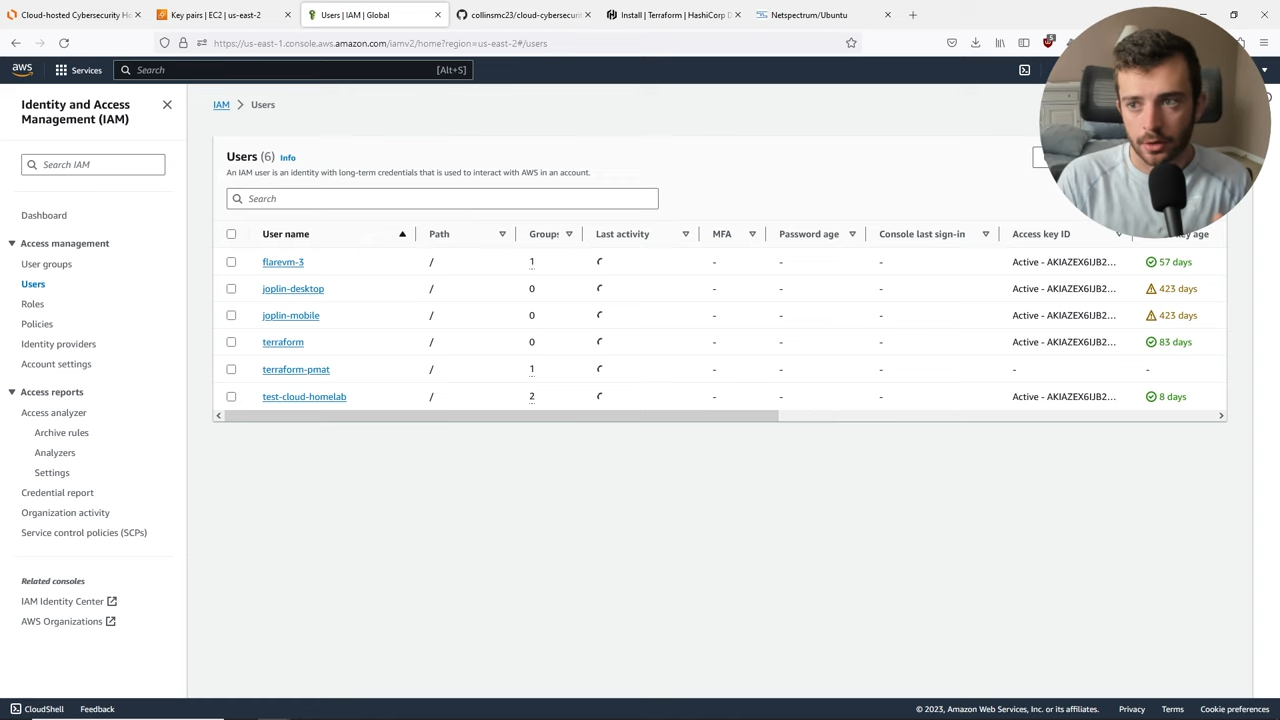 Cloud-hosted Cybersecurity H
Key pairs | EC2 | us-east-2
Users | IAM | Global
collinsmc23/cloud-cybersecuri
Install | Terraform | HashiCorp D
Netspectrum/Ubuntu
https://us-east-1.console.aws.amazon.com/iamv2/home?region=us-east-2#/users
5
aws
Services
Search
[Alt+S]
Identity and Access
Management (IAM)
Search IAM
Dashboard
Access management
User groups
Users
Roles
Policies
Identity providers
Account settings
Access reports
Access analyzer
Archive rules
Analyzers
Settings
Credential report
Organization activity
Service control policies (SCPs)
Related consoles
IAM Identity Center
AWS Organizations
IAM > Users
Users (6) Info
An IAM user is an identity with long-term credentials that is used to interact with AWS in an account.
Search
User name Path Groups Last activity MFA Password age Console last sign-in Access key ID key age
flarevm-3 / 1 - - - Active - AKIAZEX6IJB2... 57 days
joplin-desktop / 0 - - - Active - AKIAZEX6IJB2... 423 days
joplin-mobile / 0 - - - Active - AKIAZEX6IJB2... 423 days
terraform / 0 - - - Active - AKIAZEX6IJB2... 83 days
terraform-pmat / 1 - - - - -
test-cloud-homelab / 2 - - - Active - AKIAZEX6IJB2... 8 days
CloudShell Feedback © 2023, Amazon Web Services, Inc. or its affiliates. Privacy Terms Cookie preferences